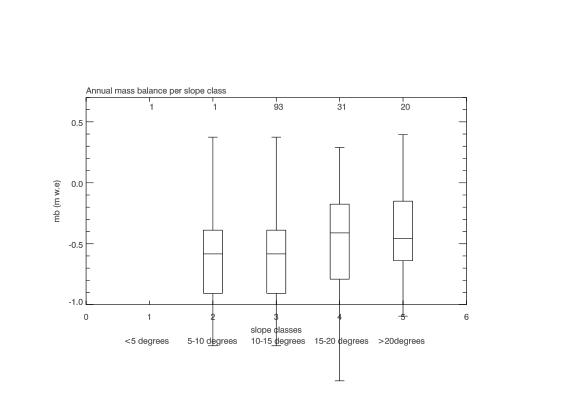 Annual mass balance per slope class
1 1 93 31 20
0.5
0.0
-0.5
-1.0
mb (m w.e)
0 1 2 3 4 5 6
slope classes
<5 degrees 5-10 degrees 10-15 degrees 15-20 degrees >20degrees